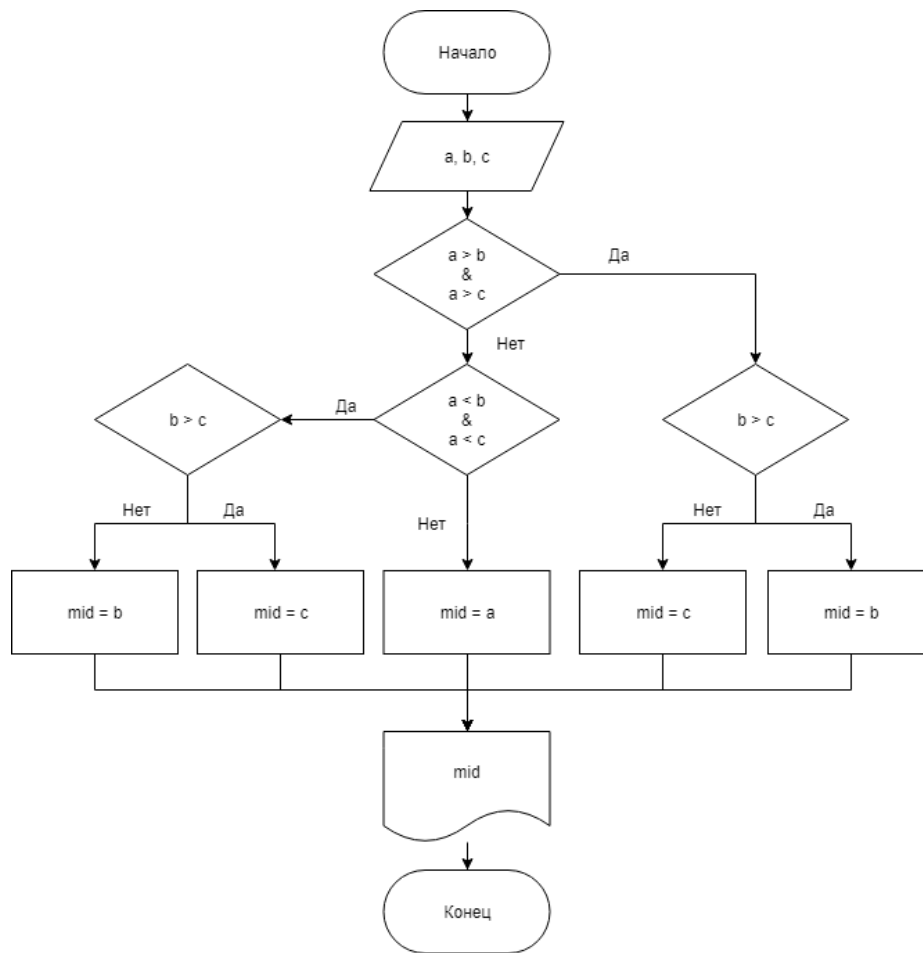 Начало
a, b, c
a > b
&
a > c
Да
Нет
b > c
Да
a < b
&
a < c
b > c
Нет
Да
Нет
Нет
Да
mid = b
mid = c
mid = a
mid = c
mid = b
mid
Конец